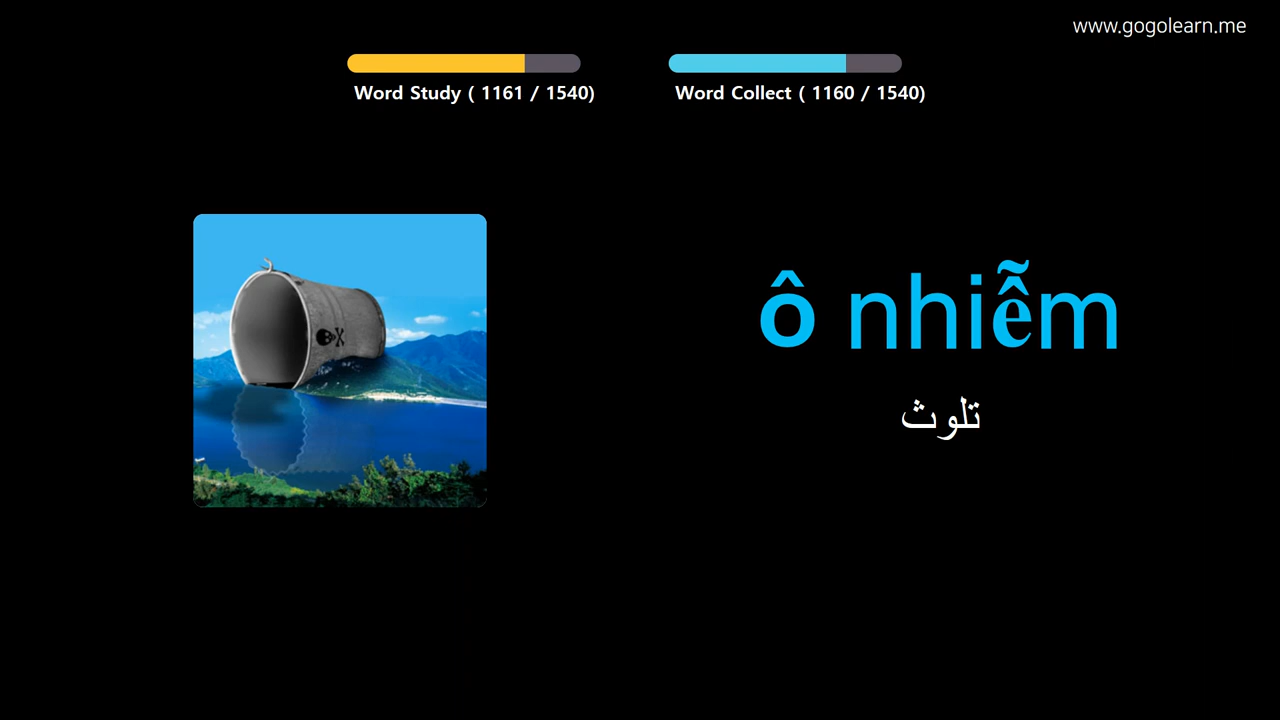 www.gogolearn.me
Word Study ( 1161 / 1540)
Word Collect ( 1160 / 1540)
ô nhiễm
تلوث